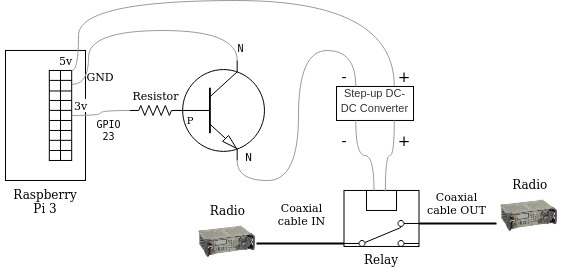 N
5v
GND
-
+
Step-up DC-
DC Converter
3v
Resistor
P
GPIO
23
-
+
N
Raspberry
Pi 3
Radio
Coaxial
cable IN
Coaxial
cable OUT
Radio
Relay